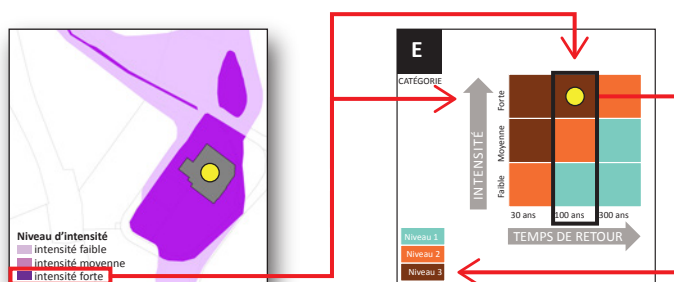 Niveau d'intensité
intensité faible
intensité moyenne
intensité forte
E
CATÉGORIE
INTENSITÉ
Forte
Moyenne
Faible
30 ans
100 ans
300 ans
TEMPS DE RETOUR
Niveau 1
Niveau 2
Niveau 3